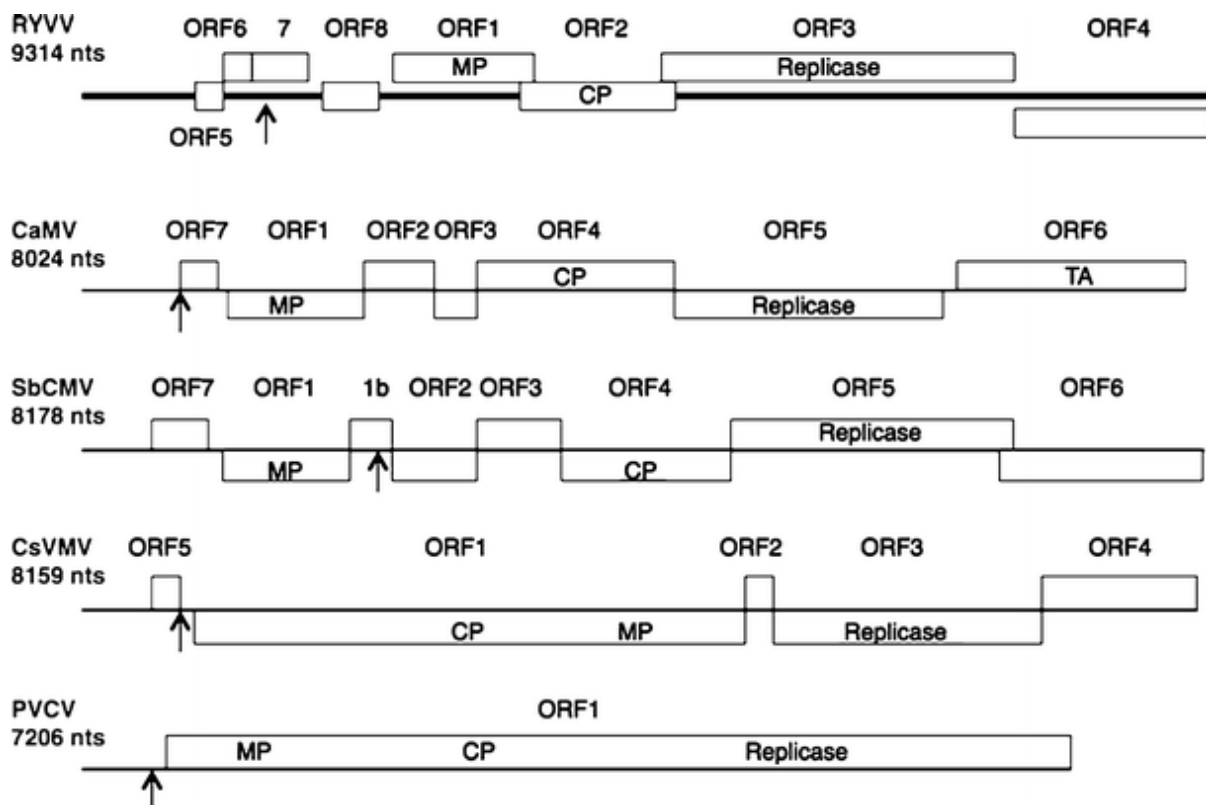 RYVV ORF6 7 ORF8 ORF1 ORF2 ORF3 ORF4
9314 nts
MP Replicase
CP
ORF5
CaMV ORF7 ORF1 ORF2 ORF3 ORF4 ORF5 ORF6
8024 nts
CP TA
MP Replicase
SbCMV ORF7 ORF1 1b ORF2 ORF3 ORF4 ORF5 ORF6
8178 nts
Replicase
MP CP
CsVMV ORF5 ORF1 ORF2 ORF3 ORF4
8159 nts
CP MP Replicase
PVCV ORF1
7206 nts
MP CP Replicase